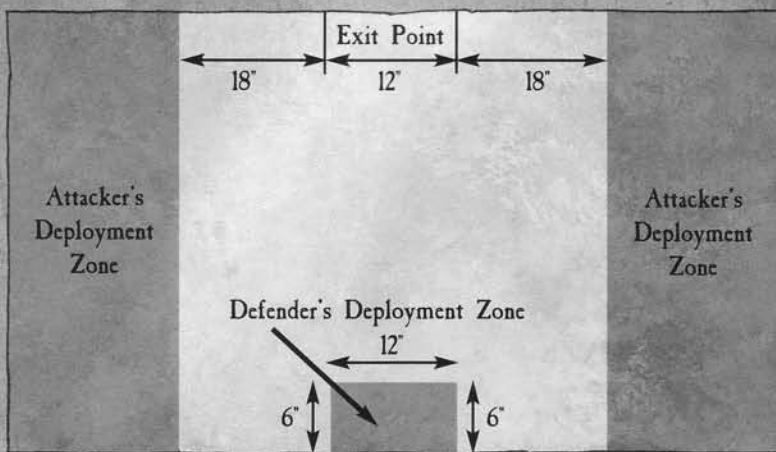 Exit Point
18"
12"
18"
Attacker's
Deployment
Zone
Attacker's
Deployment
Zone
Defender's Deployment Zone
12"
6"
6"